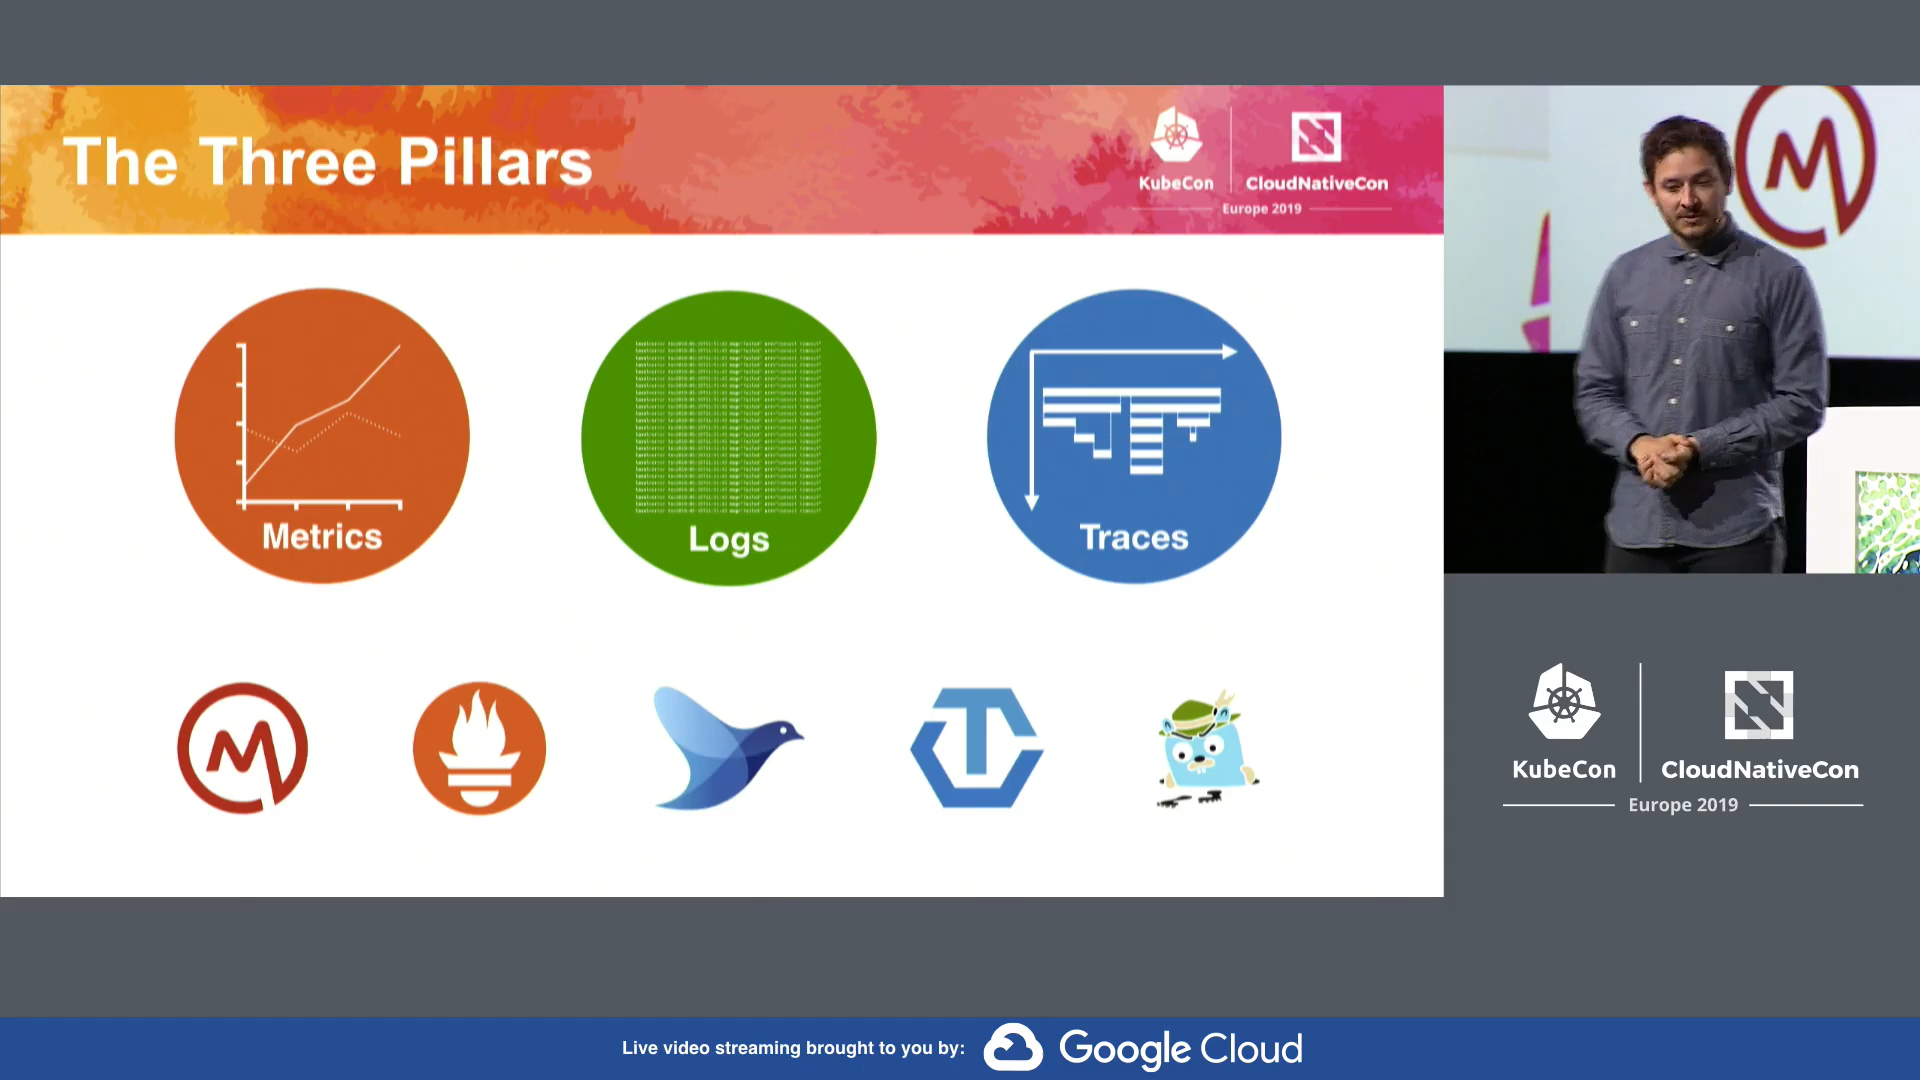 The Three Pillars
KubeCon
CloudNativeCon
Europe 2019
Metrics
Logs
Traces
KubeCon
CloudNativeCon
Europe 2019
Live video streaming brought to you by:
Google Cloud